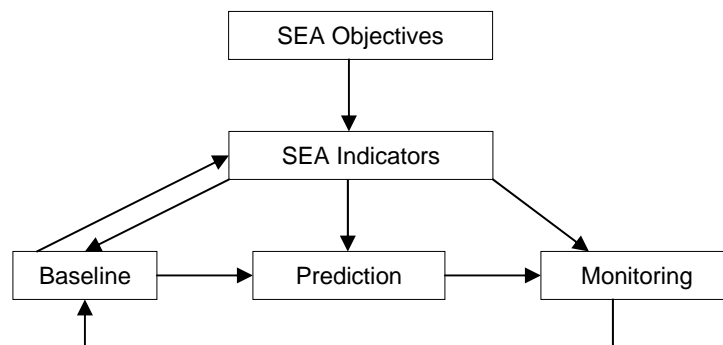 SEA Objectives
SEA Indicators
Baseline
Prediction
Monitoring